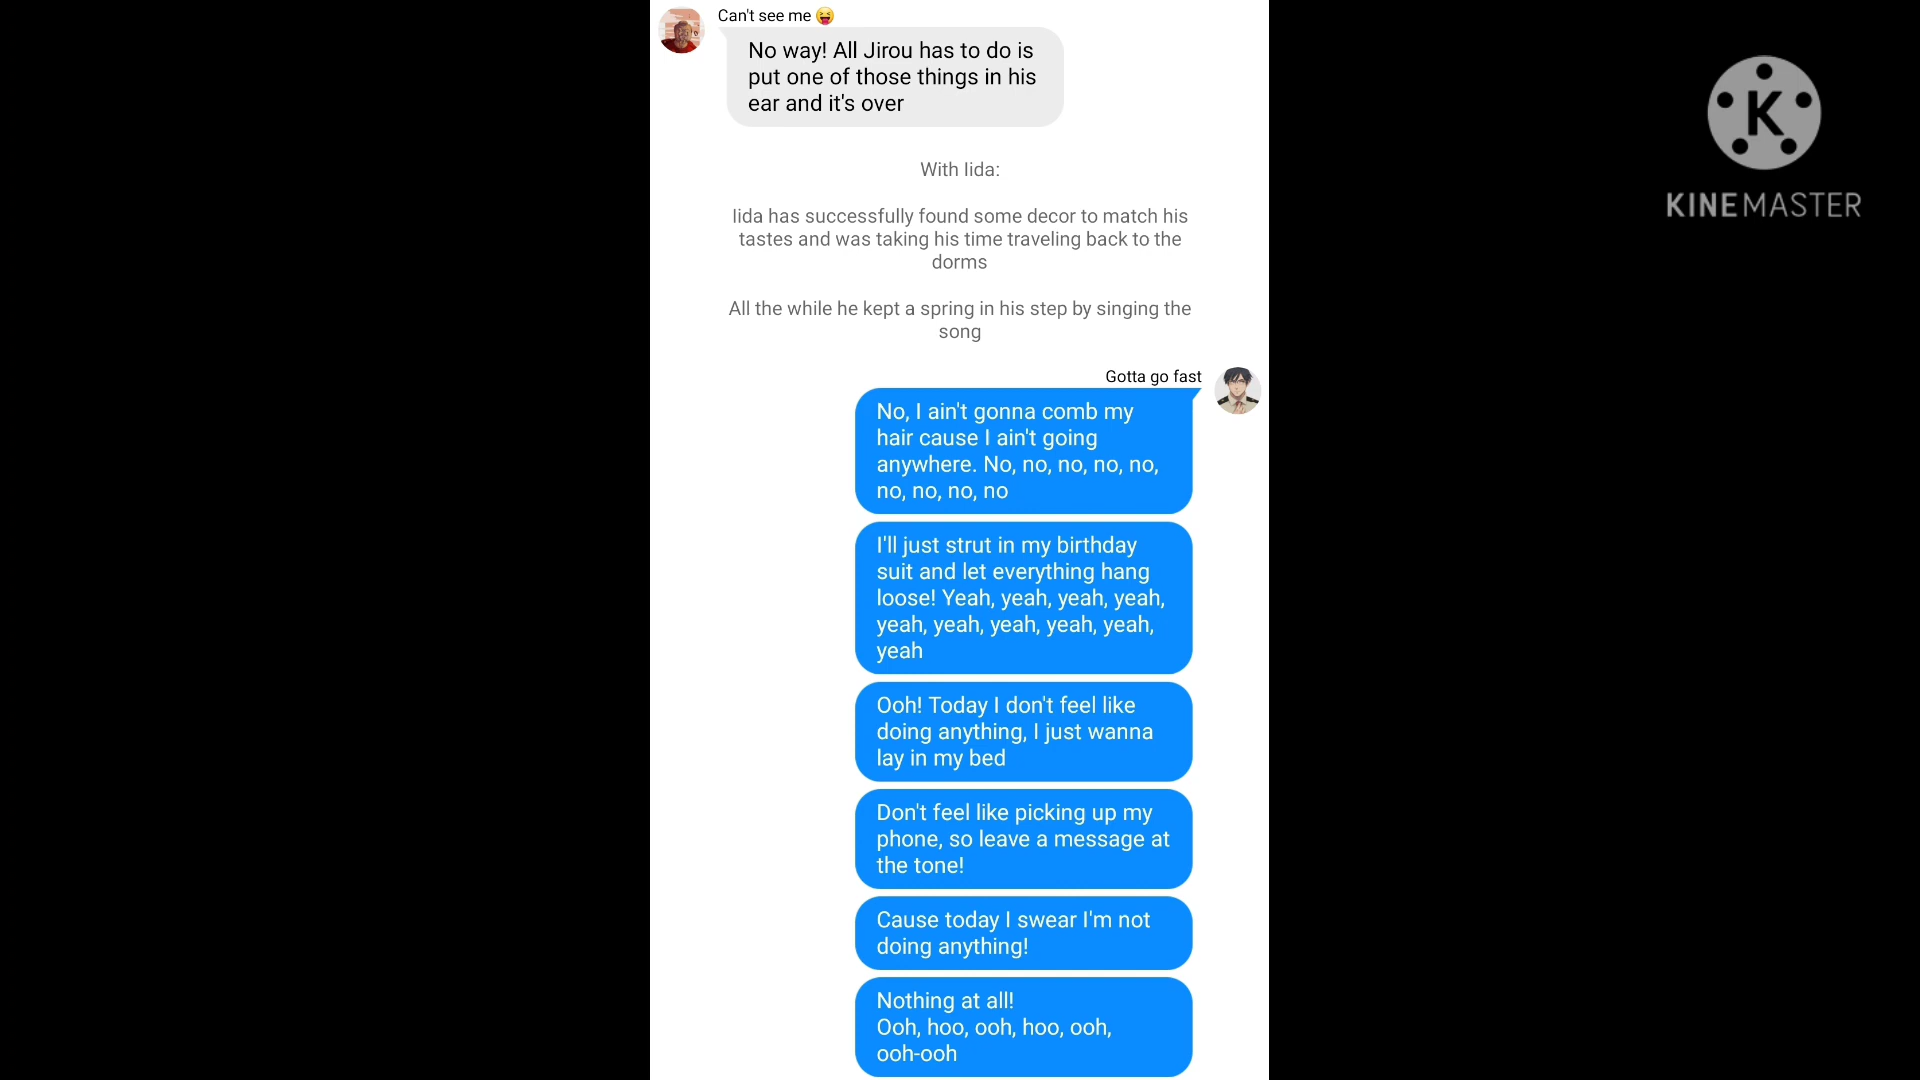 Can't see me 😝
No way! All Jirou has to do is
put one of those things in his
ear and it's over
With Iida:
Iida has successfully found some decor to match his
tastes and was taking his time traveling back to the
dorms
All the while he kept a spring in his step by singing the
song
Gotta go fast
No, I ain't gonna comb my
hair cause I ain't going
anywhere. No, no, no, no, no,
no, no, no, no
I'll just strut in my birthday
suit and let everything hang
loose! Yeah, yeah, yeah, yeah,
yeah, yeah, yeah, yeah, yeah,
yeah
Ooh! Today I don't feel like
doing anything, I just wanna
lay in my bed
Don't feel like picking up my
phone, so leave a message at
the tone!
Cause today I swear I'm not
doing anything!
Nothing at all!
Ooh, hoo, ooh, hoo, ooh,
ooh-ooh
K
KINEMASTER